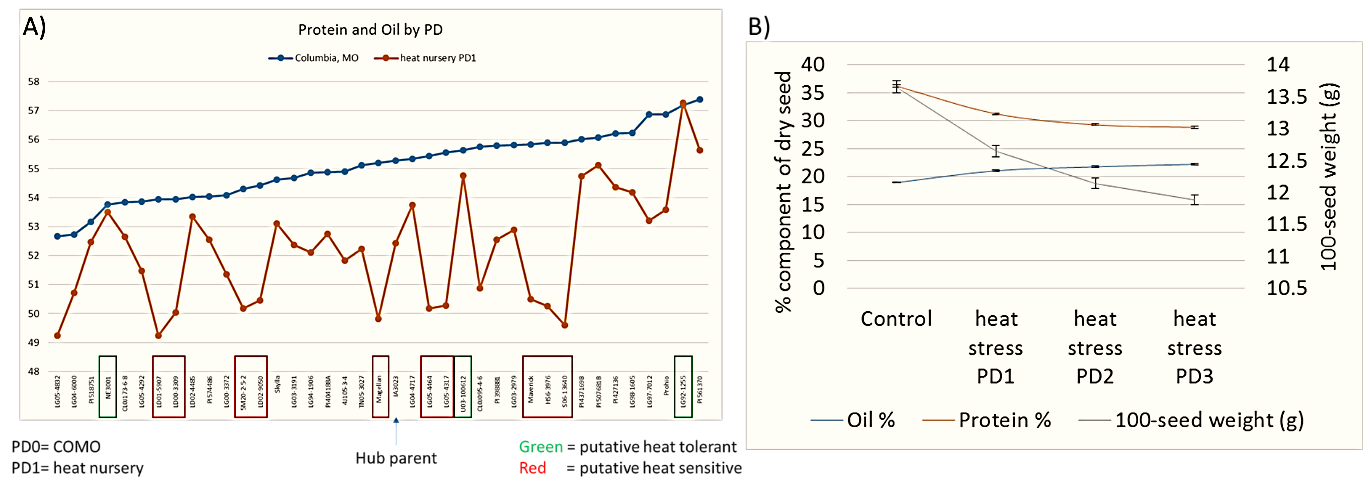 A)
Protein and Oil by PD
Columbia, MO
heat nursery PD1
58
57
56
55
54
53
52
51
50
49
48
LG05-4832
LG04-6000
PI518751
NE3001
CL0J173-6-8
LG05-4292
LD01-5907
LD00-3309
LD02-4485
PI574486
LG00-3372
5M20-2-5-2
LD02-9050
Skylla
LG03-3191
LG94-1906
PI404188A
4J105-3-4
TN05-3027
Magellan
IA3023
LG04-4717
LG05-4464
LG05-4317
U03-100612
CL0J095-4-6
PI398881
LG03-2979
Maverick
HS6-3976
S06-13640
PI437169B
PI507681B
PI427136
LG98-1605
LG97-7012
Prohio
LG92-1255
PI561370
PD0= COMO
PD1= heat nursery
Hub parent
Green = putative heat tolerant
Red = putative heat sensitive
B)
% component of dry seed
40
35
30
25
20
15
10
5
0
14
13.5
13
12.5
12
11.5
11
10.5
100-seed weight (g)
Control
heat
stress
PD1
heat
stress
PD2
heat
stress
PD3
Oil %
Protein %
100-seed weight (g)